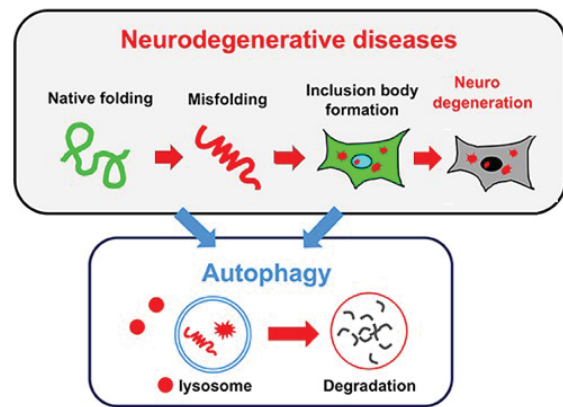 Neurodegenerative diseases
Native folding
Misfolding
Inclusion body
formation
Neuro
degeneration
Autophagy
lysosome
Degradation